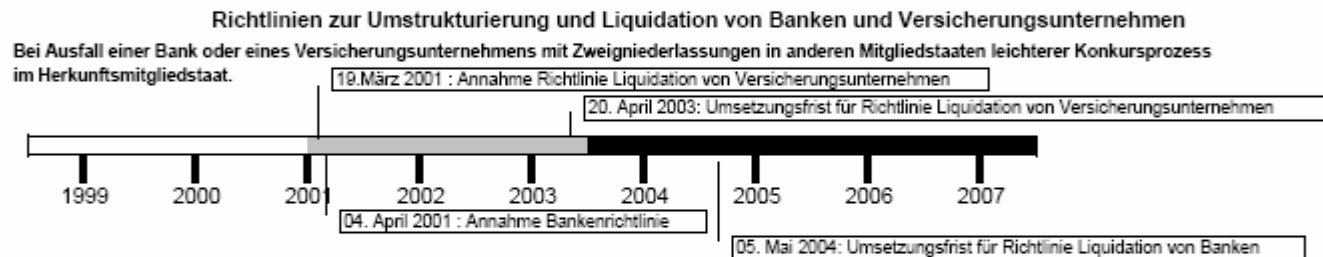 Richtlinien zur Umstrukturierung und Liquidation von Banken und Versicherungsunternehmen
Bei Ausfall einer Bank oder eines Versicherungsunternehmens mit Zweigniederlassungen in anderen Mitgliedstaaten leichterer Konkursprozess
im Herkunftsmitgliedstaat.
19.März 2001 : Annahme Richtlinie Liquidation von Versicherungsunternehmen
20. April 2003: Umsetzungsfrist für Richtlinie Liquidation von Versicherungsunternehmen
1999 2000 2001 2002 2003 2004 2005 2006 2007
04. April 2001 : Annahme Bankenrichtlinie
05. Mai 2004: Umsetzungsfrist für Richtlinie Liquidation von Banken